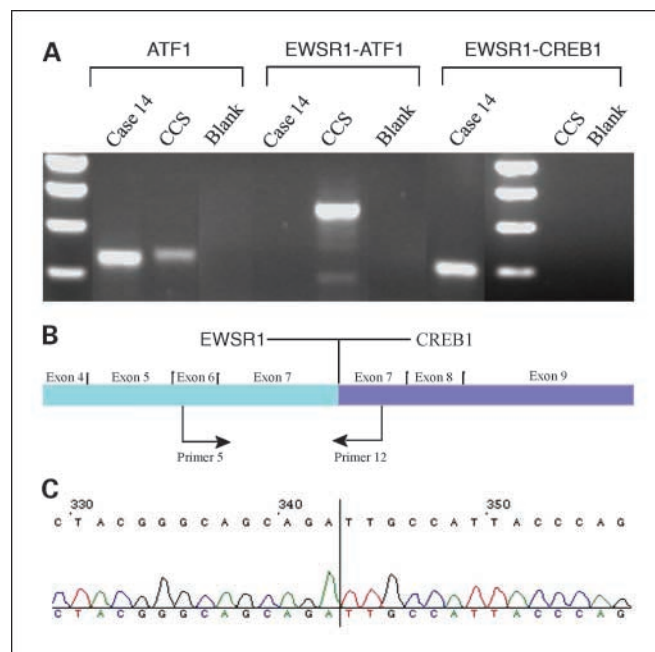 A
ATF1 EWSR1-ATF1 EWSR1-CREB1
Case 14 CCS Blank Case 14 CCS Blank Case 14 CCS Blank
B
EWSR1 CREB1
Exon 4 Exon 5 Exon 6 Exon 7 Exon 7 Exon 8 Exon 9
Primer 5 Primer 12
C
330 340 350
C T A C G G G C A G C A G A T T G C C A T T A C C C A G
C T A C G G G C A G C A G A T T G C C A T T A C C C A G